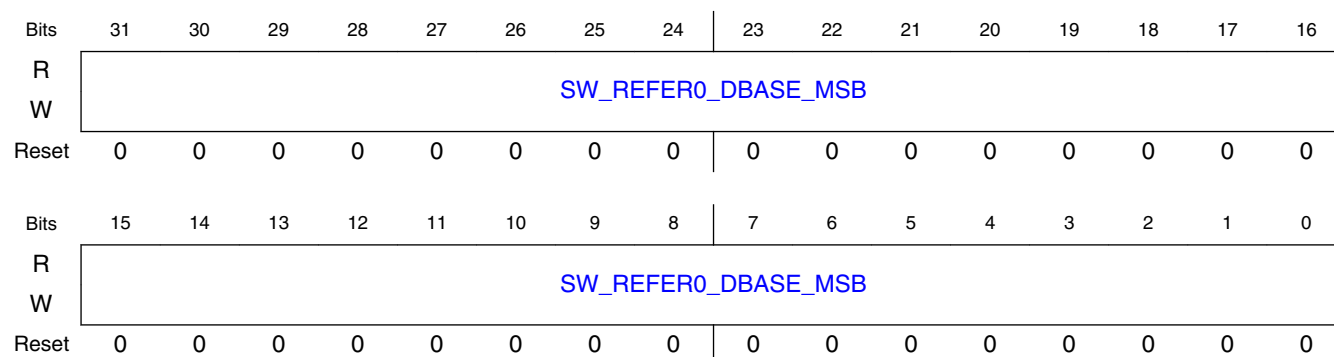 Bits 31 30 29 28 27 26 25 24 23 22 21 20 19 18 17 16
R
SW_REFER0_DBASE_MSB
W
Reset 0 0 0 0 0 0 0 0 0 0 0 0 0 0 0 0
Bits 15 14 13 12 11 10 9 8 7 6 5 4 3 2 1 0
R
SW_REFER0_DBASE_MSB
W
Reset 0 0 0 0 0 0 0 0 0 0 0 0 0 0 0 0